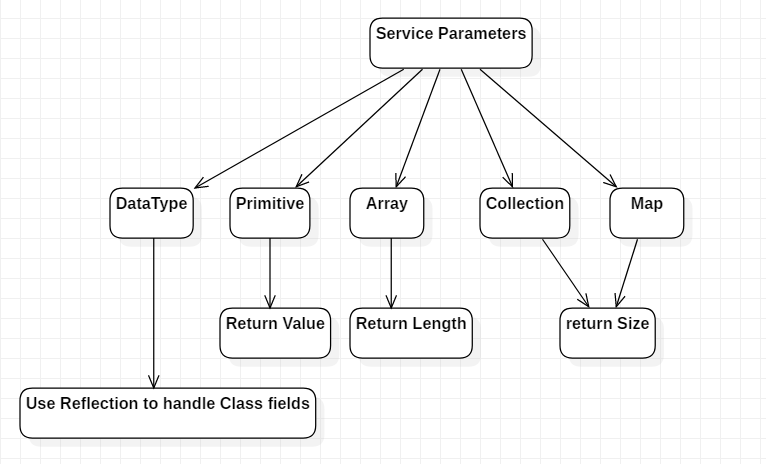 Service Parameters
DataType
Primitive
Array
Collection
Map
Return Value
Return Length
return Size
Use Reflection to handle Class fields